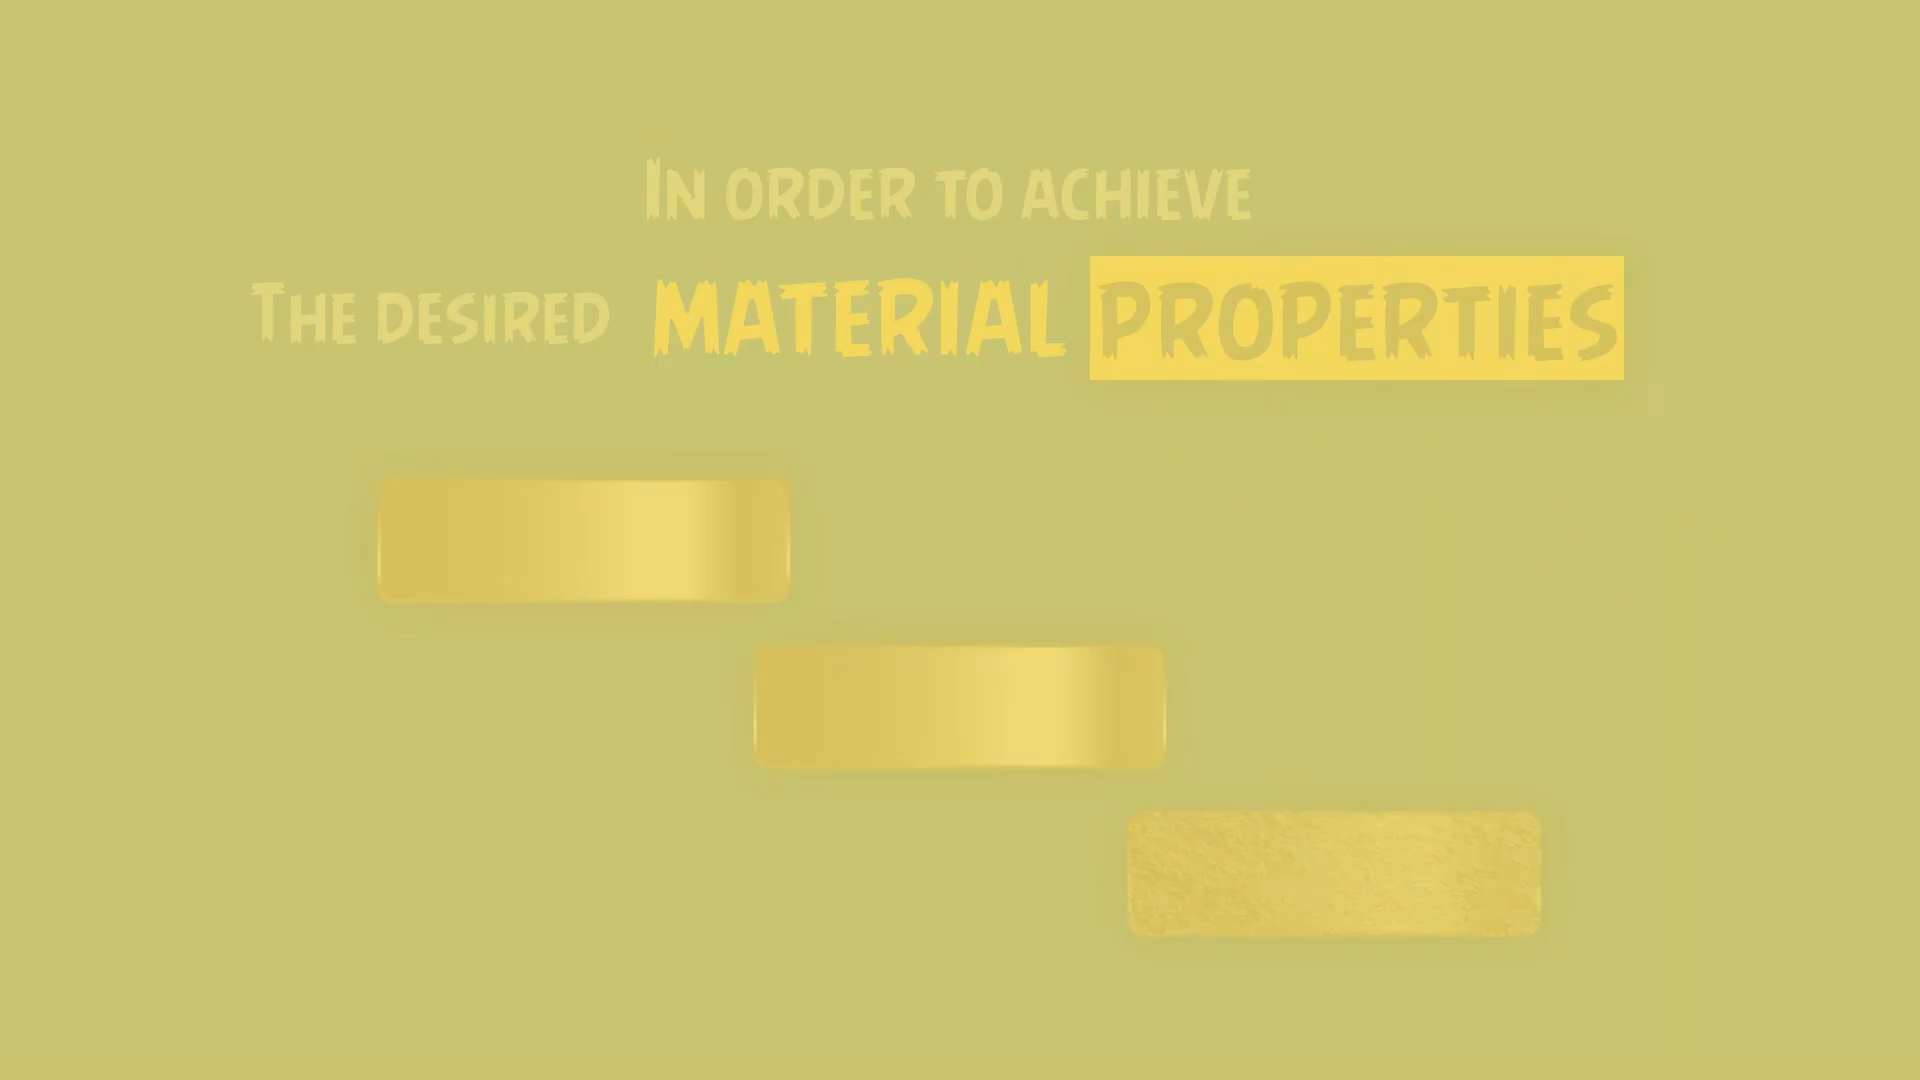 In order to achieve
The desired MATERIAL PROPERTIES